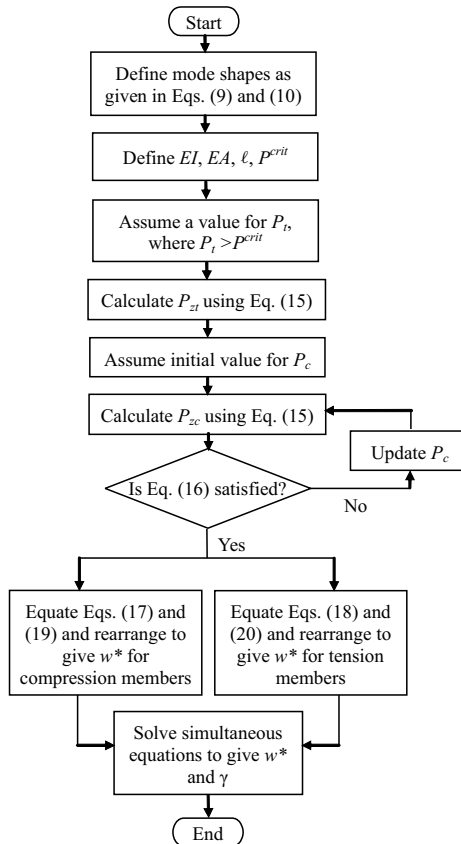 Start
Define mode shapes as
given in Eqs. (9) and (10)
Define EI, EA, ℓ, P^crit
Assume a value for P_t,
where P_t >P^crit
Calculate P_zt using Eq. (15)
Assume initial value for P_c
Calculate P_zc using Eq. (15)
Update P_c
Is Eq. (16) satisfied?
No
Yes
Equate Eqs. (17) and
(19) and rearrange to
give w* for
compression members
Equate Eqs. (18) and
(20) and rearrange to
give w* for tension
members
Solve simultaneous
equations to give w*
and γ
End